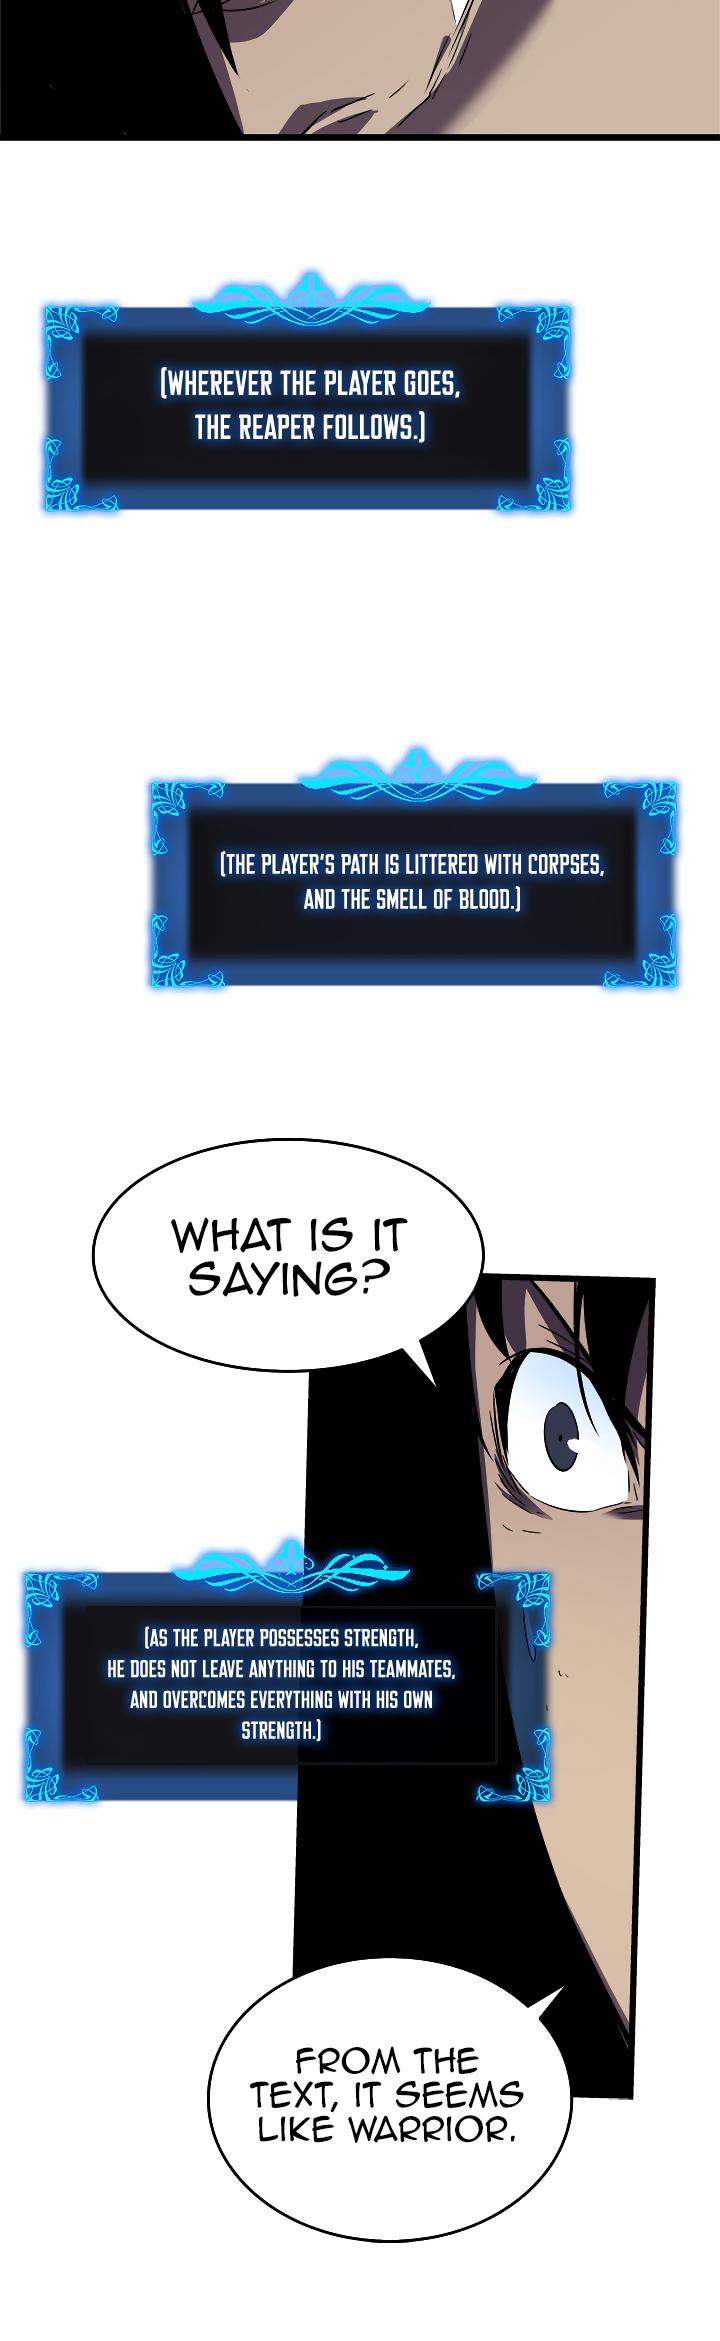 (WHEREVER THE PLAYER GOES,
THE REAPER FOLLOWS.)
(THE PLAYER'S PATH IS LITTERED WITH CORPSES,
AND THE SMELL OF BLOOD.)
WHAT IS IT
SAYING?
(AS THE PLAYER POSSESSES STRENGTH,
HE DOES NOT LEAVE ANYTHING TO HIS TEAMMATES,
AND OVERCOMES EVERYTHING WITH HIS OWN
STRENGTH.)
FROM THE
TEXT, IT SEEMS
LIKE WARRIOR.